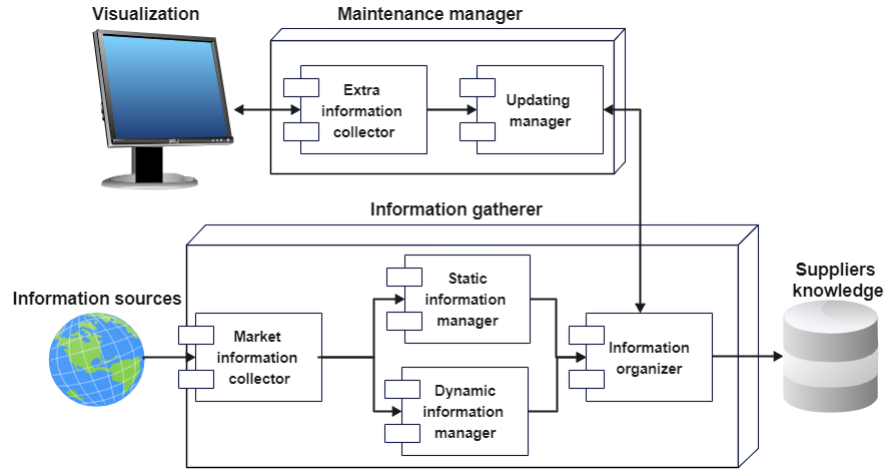 Visualization
Maintenance manager
Extra
information
collector
Updating
manager
Information gatherer
Information sources
Market
information
collector
Static
information
manager
Dynamic
information
manager
Information
organizer
Suppliers
knowledge